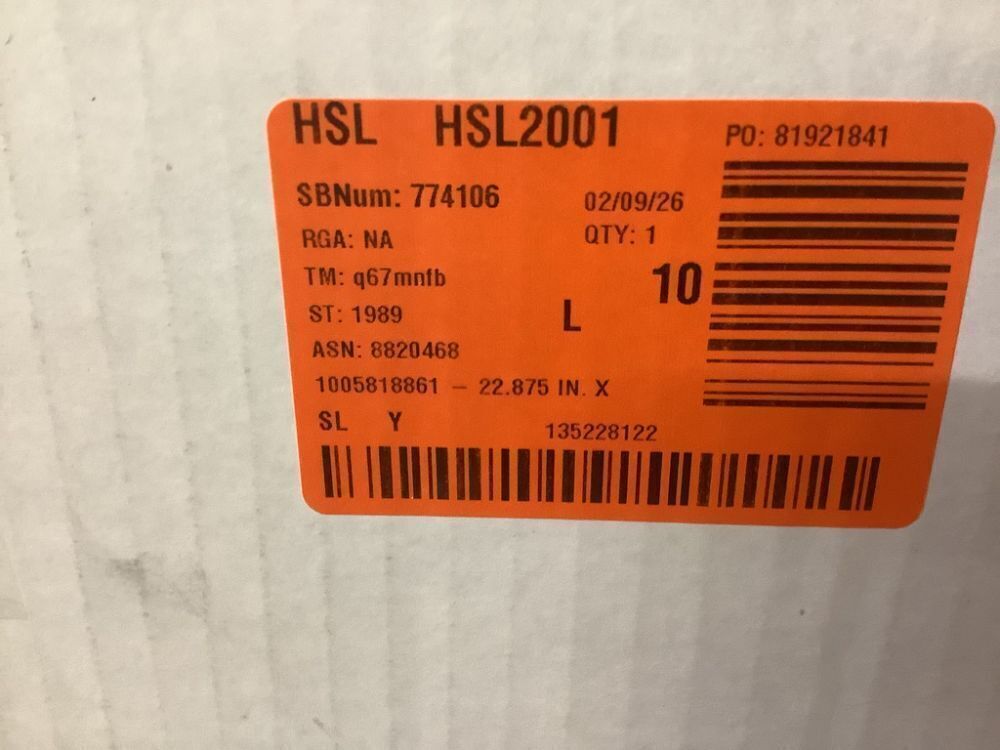 HSL HSL2001 PO: 81921841
SBNum: 774106 02/09/26
RGA: NA QTY: 1
TM: q67mnfb 10
ST: 1989 L
ASN: 8820468
1005818861 – 22.875 IN. X
SL Y 135228122